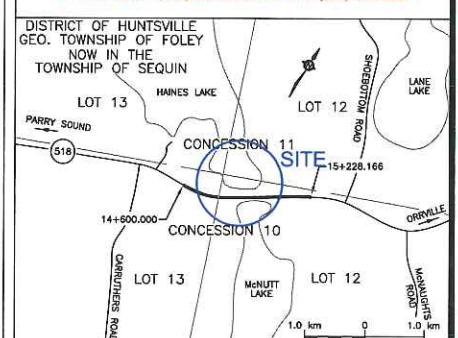 DISTRICT OF HUNTSVILLE
GEO. TOWNSHIP OF FOLEY
NOW IN THE
TOWNSHIP OF SEQUIN
LOT 13
HAINES LAKE
LOT 12
SHOEBOTTOM ROAD
LANE
LAKE
PARRY SOUND
518
CONCESSION 11
SITE
15+228.166
14+600.000
CONCESSION 10
ORRVILLE
CARRUTHERS ROAD
LOT 13
McNUTT
LAKE
LOT 12
McNAUGHTS
ROAD
1.0 km 0 1.0 km